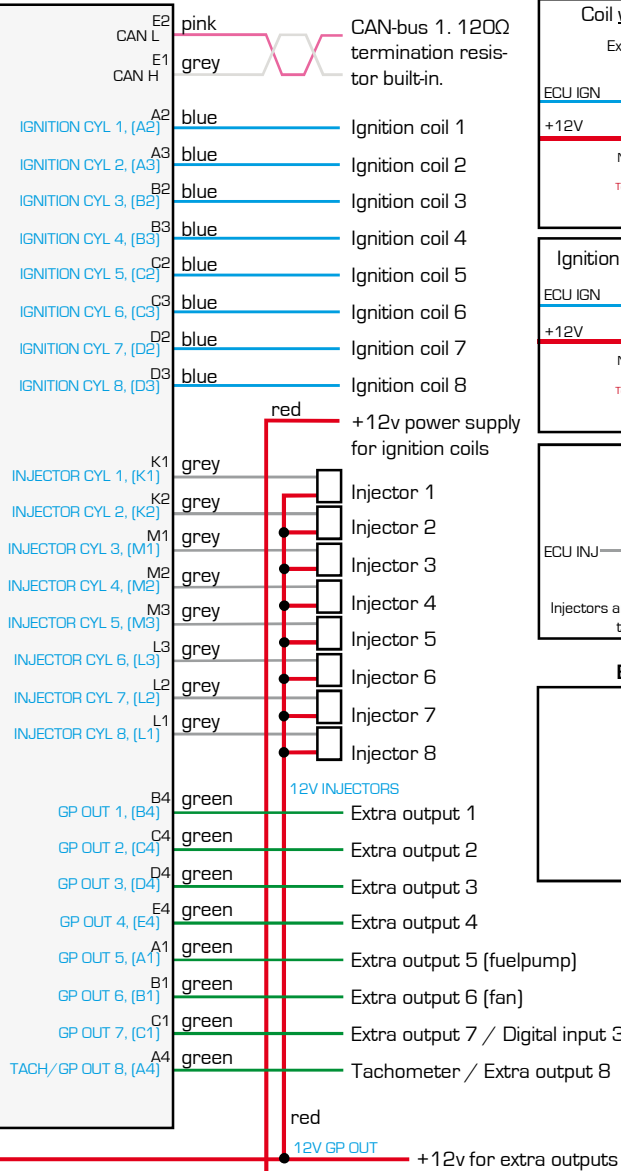 E2 pink
CAN L
CAN-bus 1. 120Ω
termination resis-
tor built-in.
E1 grey
CAN H
A2 blue
IGNITION CYL 1, (A2)
Ignition coil 1
A3 blue
IGNITION CYL 2, (A3)
Ignition coil 2
B2 blue
IGNITION CYL 3, (B2)
Ignition coil 3
B3 blue
IGNITION CYL 4, (B3)
Ignition coil 4
C2 blue
IGNITION CYL 5, (C2)
Ignition coil 5
C3 blue
IGNITION CYL 6, (C3)
Ignition coil 6
D2 blue
IGNITION CYL 7, (D2)
Ignition coil 7
D3 blue
IGNITION CYL 8, (D3)
Ignition coil 8
red
+12v power supply
for ignition coils
K1 grey
INJECTOR CYL 1, (K1)
Injector 1
K2 grey
INJECTOR CYL 2, (K2)
Injector 2
M1 grey
INJECTOR CYL 3, (M1)
Injector 3
M2 grey
INJECTOR CYL 4, (M2)
Injector 4
M3 grey
INJECTOR CYL 5, (M3)
Injector 5
L3 grey
INJECTOR CYL 6, (L3)
Injector 6
L2 grey
INJECTOR CYL 7, (L2)
Injector 7
L1 grey
INJECTOR CYL 8, (L1)
Injector 8
12V INJECTORS
B4 green
GP OUT 1, (B4)
Extra output 1
C4 green
GP OUT 2, (C4)
Extra output 2
D4 green
GP OUT 3, (D4)
Extra output 3
E4 green
GP OUT 4, (E4)
Extra output 4
A1 green
GP OUT 5, (A1)
Extra output 5 (fuelpump)
B1 green
GP OUT 6, (B1)
Extra output 6 (fan)
C1 green
GP OUT 7, (C1)
Extra output 7 / Digital input 3
A4 green
TACH/GP OUT 8, (A4)
Tachometer / Extra output 8
red
12V GP OUT
+12v for extra outputs
Coil
Ex
ECU IGN
+12V
T
Ignition
ECU IGN
+12V
T
ECU INJ
Injectors a
t